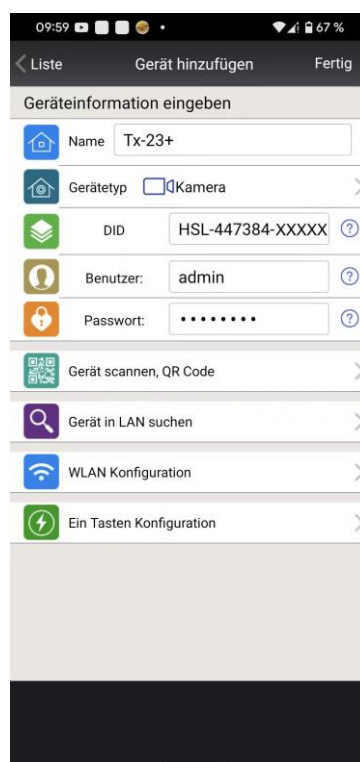 09:59 67 %
Liste Gerät hinzufügen Fertig
Geräteinformation eingeben
Name Tx-23+
Gerätetyp Kamera
DID HSL-447384-XXXXX ?
Benutzer: admin ?
Passwort: •••••••• ?
Gerät scannen, QR Code
Gerät in LAN suchen
WLAN Konfiguration
Ein Tasten Konfiguration